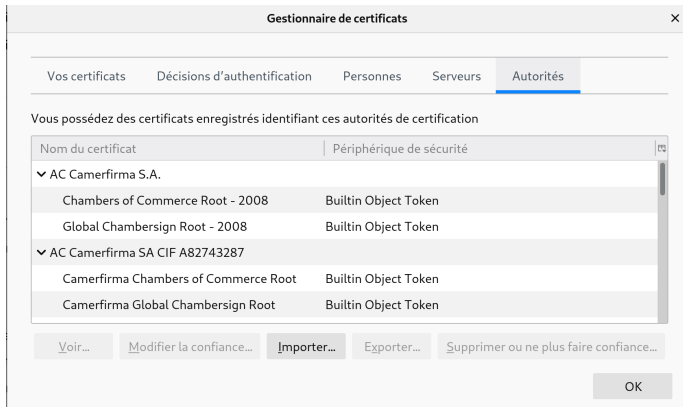 Gestionnaire de certificats
Vos certificats Décisions d'authentification Personnes Serveurs Autorités
Vous possédez des certificats enregistrés identifiant ces autorités de certification
Nom du certificat Périphérique de sécurité
AC Camerfirma S.A.
Chambers of Commerce Root - 2008 Builtin Object Token
Global Chambersign Root - 2008 Builtin Object Token
AC Camerfirma SA CIF A82743287
Camerfirma Chambers of Commerce Root Builtin Object Token
Camerfirma Global Chambersign Root Builtin Object Token
Voir... Modifier la confiance... Importer... Exporter... Supprimer ou ne plus faire confiance...
OK